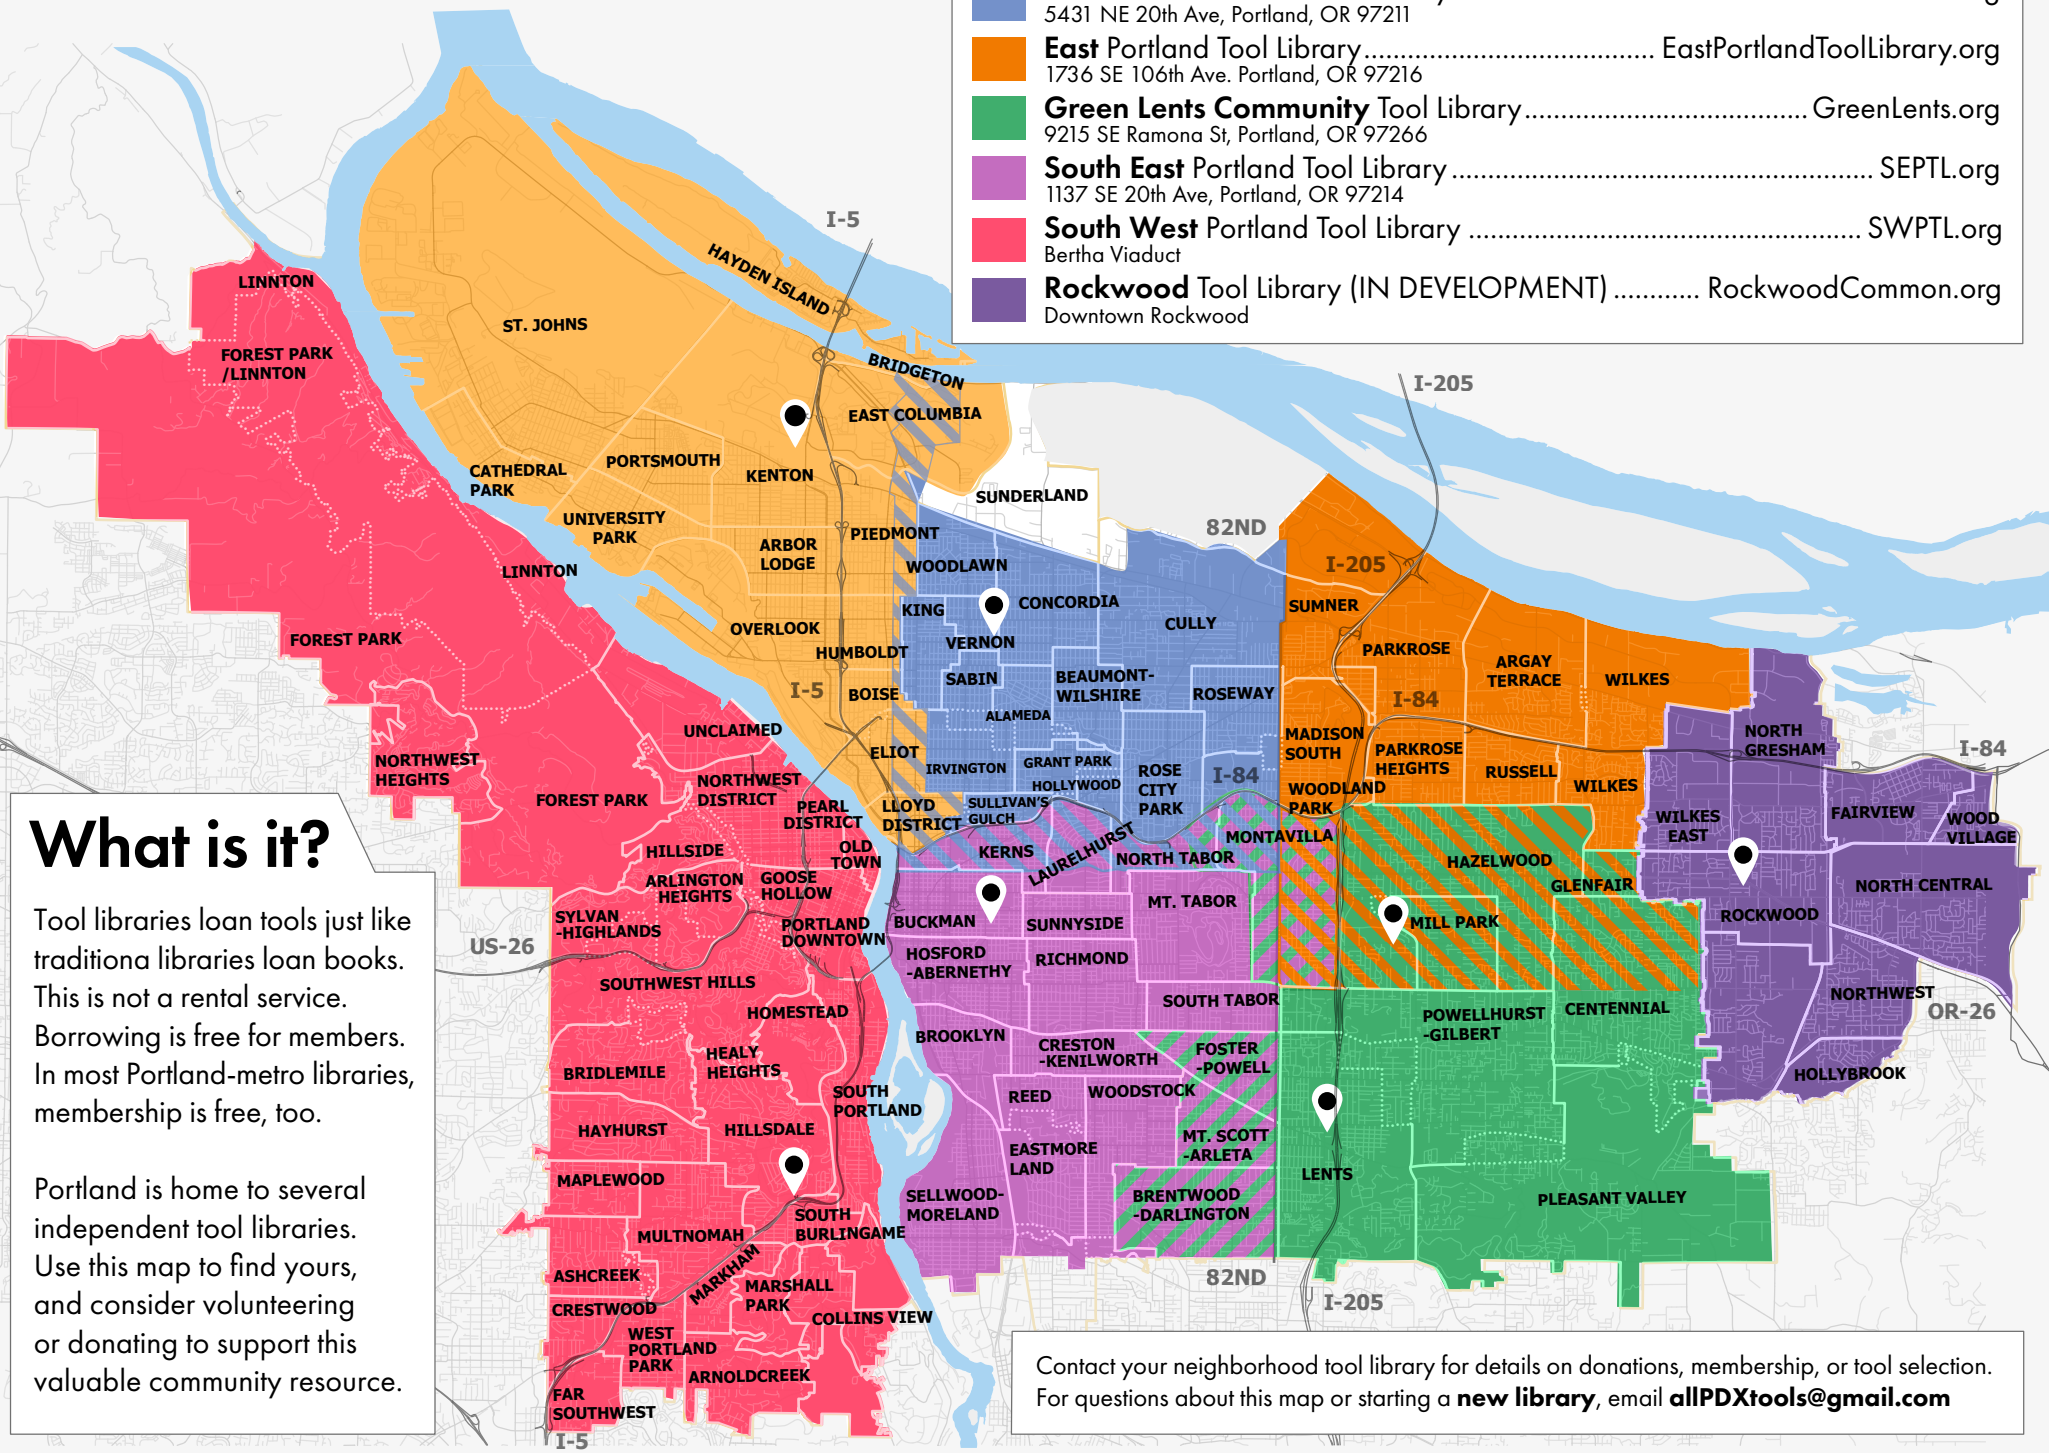 5431 NE 20th Ave, Portland, OR 97211
East Portland Tool Library........................................ EastPortlandToolLibrary.org
1736 SE 106th Ave. Portland, OR 97216
Green Lents Community Tool Library....................................... GreenLents.org
9215 SE Ramona St, Portland, OR 97266
South East Portland Tool Library.......................................................... SEPTL.org
1137 SE 20th Ave, Portland, OR 97214
South West Portland Tool Library ...................................................... SWPTL.org
Bertha Viaduct
Rockwood Tool Library (IN DEVELOPMENT)............ RockwoodCommon.org
Downtown Rockwood
I-5
HAYDEN ISLAND
LINNTON
ST. JOHNS
FOREST PARK
/LINNTON
BRIDGETON
I-205
EAST COLUMBIA
PORTSMOUTH
CATHEDRAL
PARK
KENTON
SUNDERLAND
UNIVERSITY
PARK
82ND
PIEDMONT
ARBOR
LODGE
I-205
WOODLAWN
LINNTON
KING
CONCORDIA
SUMNER
CULLY
OVERLOOK
FOREST PARK
VERNON
HUMBOLDT
PARKROSE
ARGAY
TERRACE
WILKES
SABIN
BEAUMONT-
WILSHIRE
I-5
BOISE
ROSEWAY
I-84
ALAMEDA
UNCLAIMED
MADISON
SOUTH
NORTH
GRESHAM
ELIOT
PARKROSE
HEIGHTS
I-84
NORTHWEST
HEIGHTS
IRVINGTON
GRANT PARK
ROSE
CITY
PARK
I-84
RUSSELL
NORTHWEST
DISTRICT
HOLLYWOOD
WOODLAND
PARK
WILKES
FOREST PARK
PEARL
DISTRICT
LLOYD
DISTRICT
SULLIVAN'S
GULCH
WILKES
EAST
FAIRVIEW
WOOD
VILLAGE
MONTAVILLA
HILLSIDE
OLD
TOWN
KERNS
LAURELHURST
NORTH TABOR
HAZELWOOD
ARLINGTON
HEIGHTS
GOOSE
HOLLOW
GLENFAIR
NORTH CENTRAL
MT. TABOR
SYLVAN
-HIGHLANDS
PORTLAND
DOWNTOWN
BUCKMAN
SUNNYSIDE
MILL PARK
ROCKWOOD
US-26
HOSFORD
-ABERNETHY
RICHMOND
SOUTHWEST HILLS
NORTHWEST
SOUTH TABOR
HOMESTEAD
POWELLHURST
-GILBERT
CENTENNIAL
OR-26
BROOKLYN
CRESTON
-KENILWORTH
FOSTER
-POWELL
HEALY
HEIGHTS
BRIDLEMILE
HOLLYBROOK
SOUTH
PORTLAND
REED
WOODSTOCK
HAYHURST
HILLSDALE
MT. SCOTT
-ARLETA
EASTMORE
LAND
MAPLEWOOD
LENTS
SELLWOOD-
MORELAND
BRENTWOOD
-DARLINGTON
PLEASANT VALLEY
SOUTH
BURLINGAME
MULTNOMAH
MARKHAM
ASHCREEK
82ND
MARSHALL
PARK
CRESTWOOD
I-205
COLLINS VIEW
WEST
PORTLAND
PARK
ARNOLDCREEK
FAR
SOUTHWEST
I-5
What is it?
Tool libraries loan tools just like
traditiona libraries loan books.
This is not a rental service.
Borrowing is free for members.
In most Portland-metro libraries,
membership is free, too.
Portland is home to several
independent tool libraries.
Use this map to find yours,
and consider volunteering
or donating to support this
valuable community resource.
Contact your neighborhood tool library for details on donations, membership, or tool selection.
For questions about this map or starting a new library, email allPDXtools@gmail.com